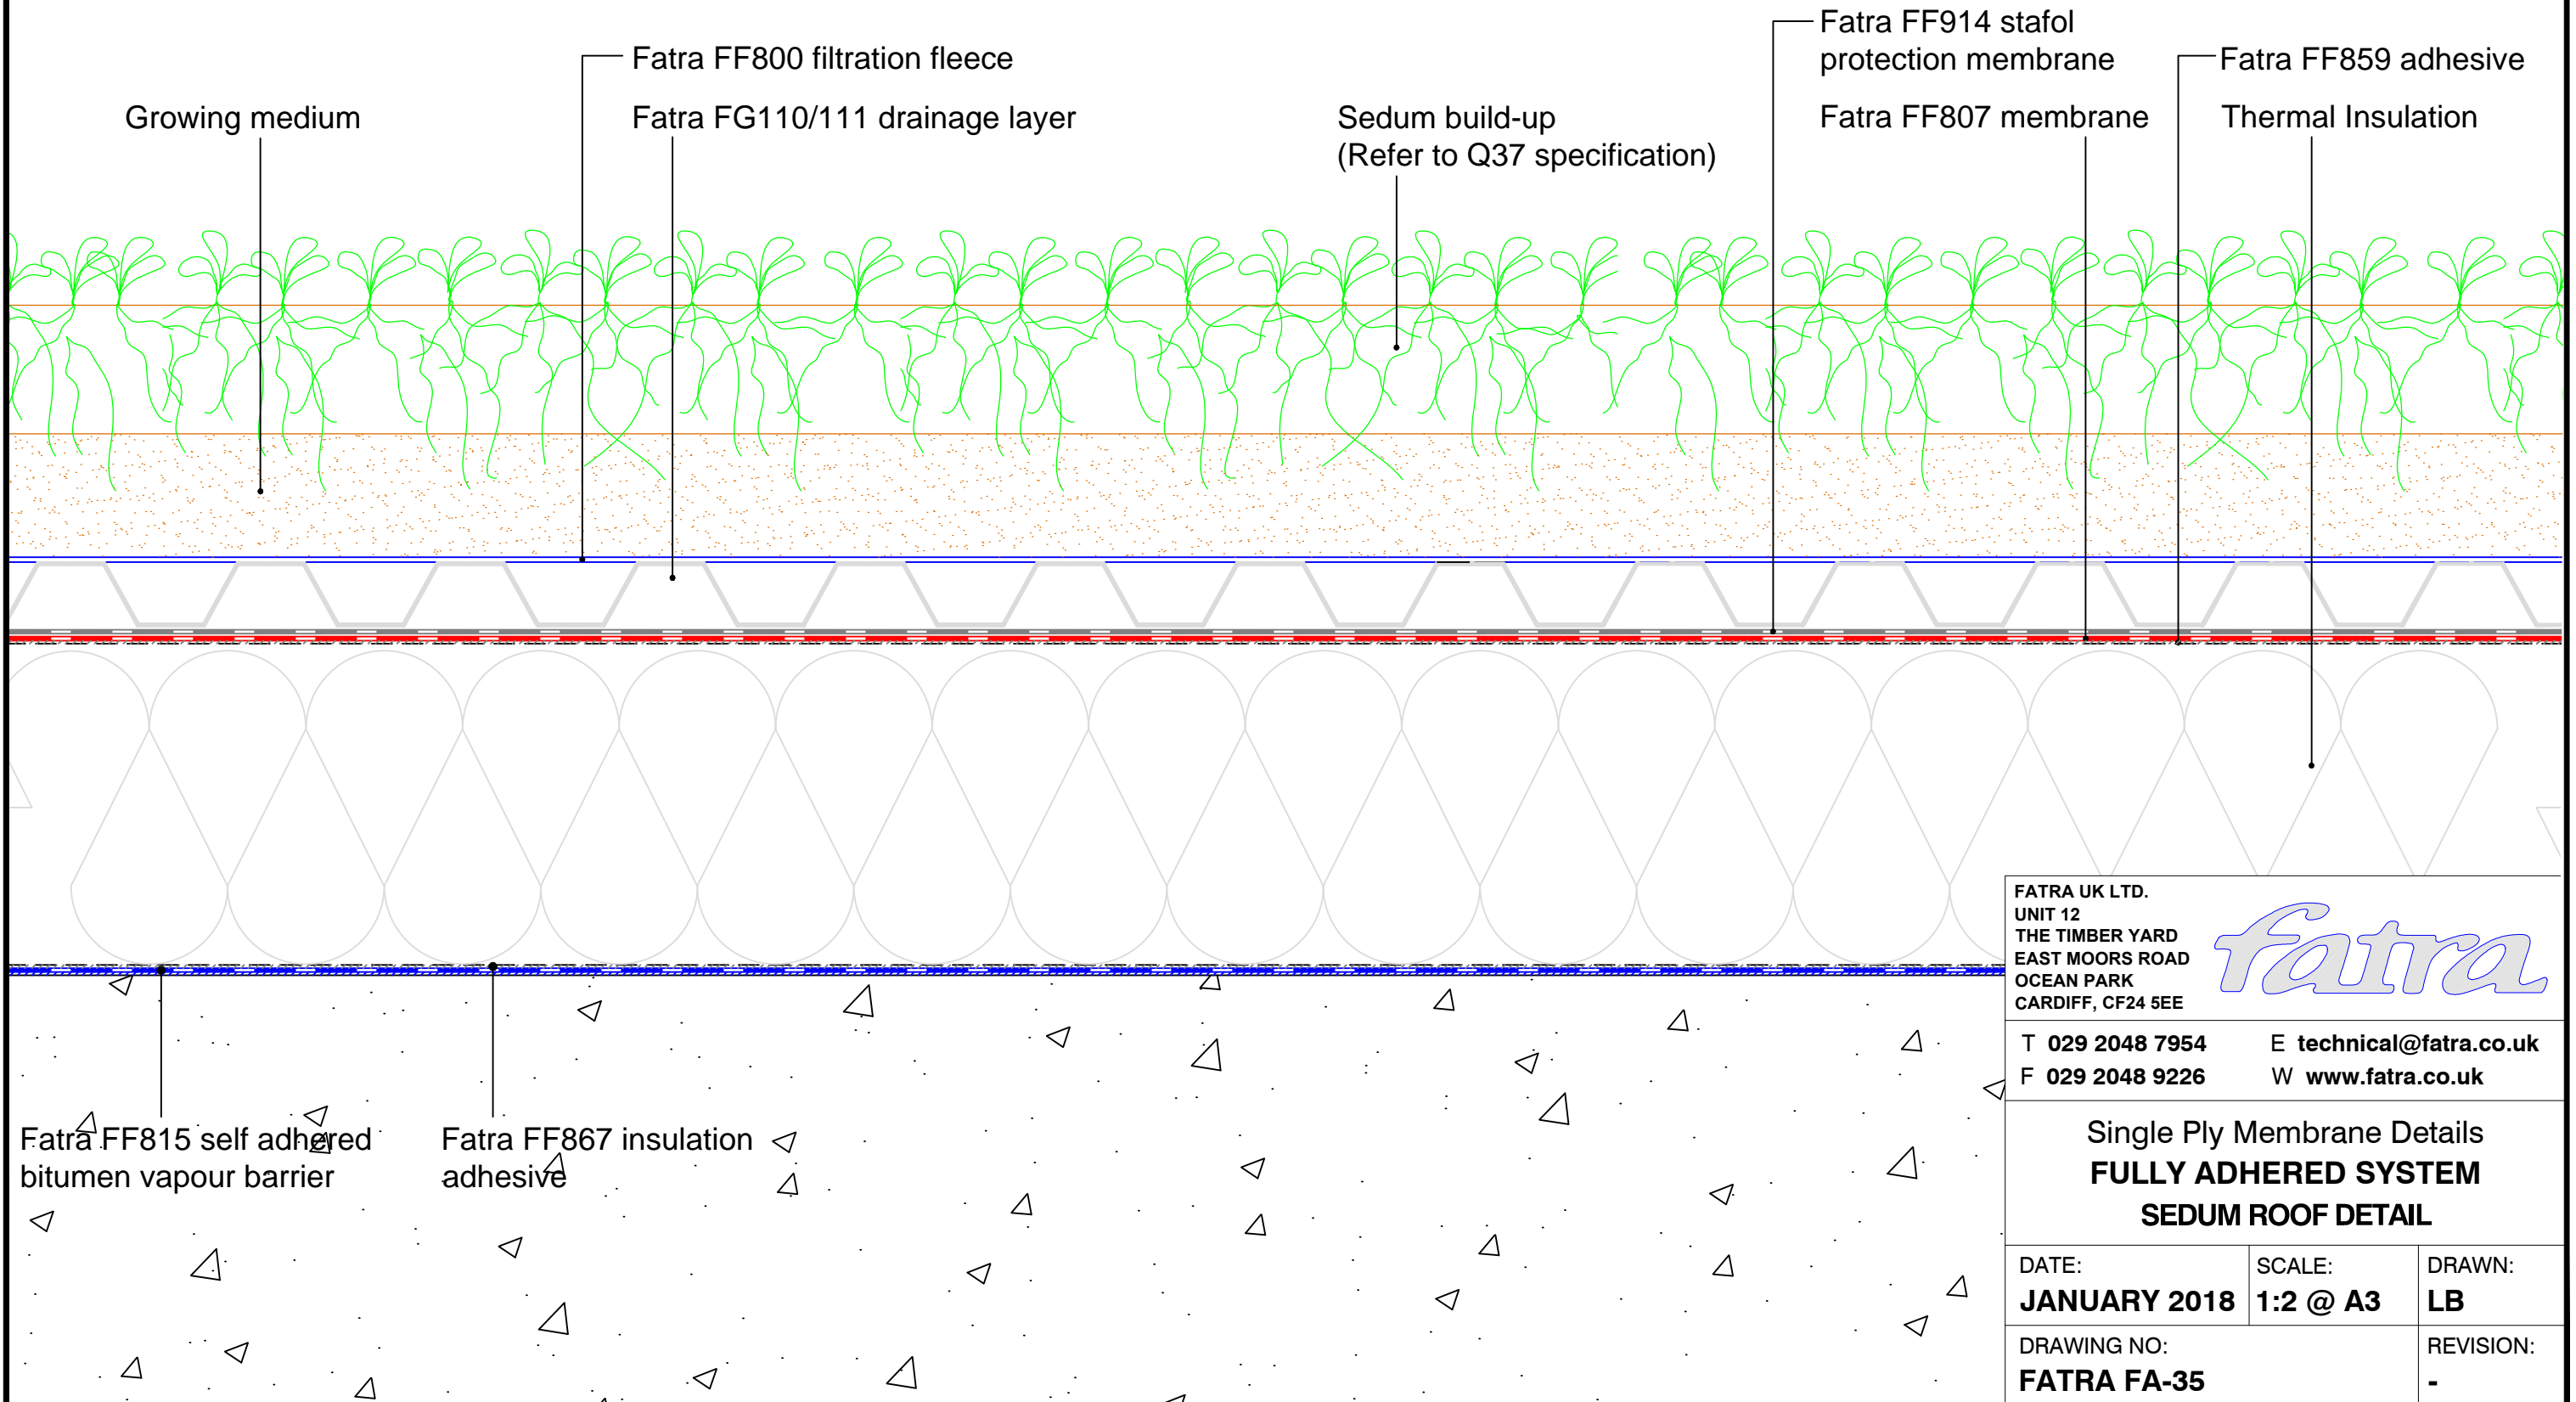 Fatra FF914 stafol
protection membrane
Fatra FF800 filtration fleece
Fatra FF859 adhesive
Growing medium
Fatra FG110/111 drainage layer
Sedum build-up
(Refer to Q37 specification)
Fatra FF807 membrane
Thermal Insulation
Fatra FF815 self adhered
bitumen vapour barrier
Fatra FF867 insulation
adhesive
FATRA UK LTD.
UNIT 12
THE TIMBER YARD
EAST MOORS ROAD
OCEAN PARK
CARDIFF, CF24 5EE
fatra
T 029 2048 7954
E technical@fatra.co.uk
F 029 2048 9226
W www.fatra.co.uk
Single Ply Membrane Details
FULLY ADHERED SYSTEM
SEDUM ROOF DETAIL
DATE:
JANUARY 2018
SCALE:
1:2 @ A3
DRAWN:
LB
DRAWING NO:
FATRA FA-35
REVISION:
-